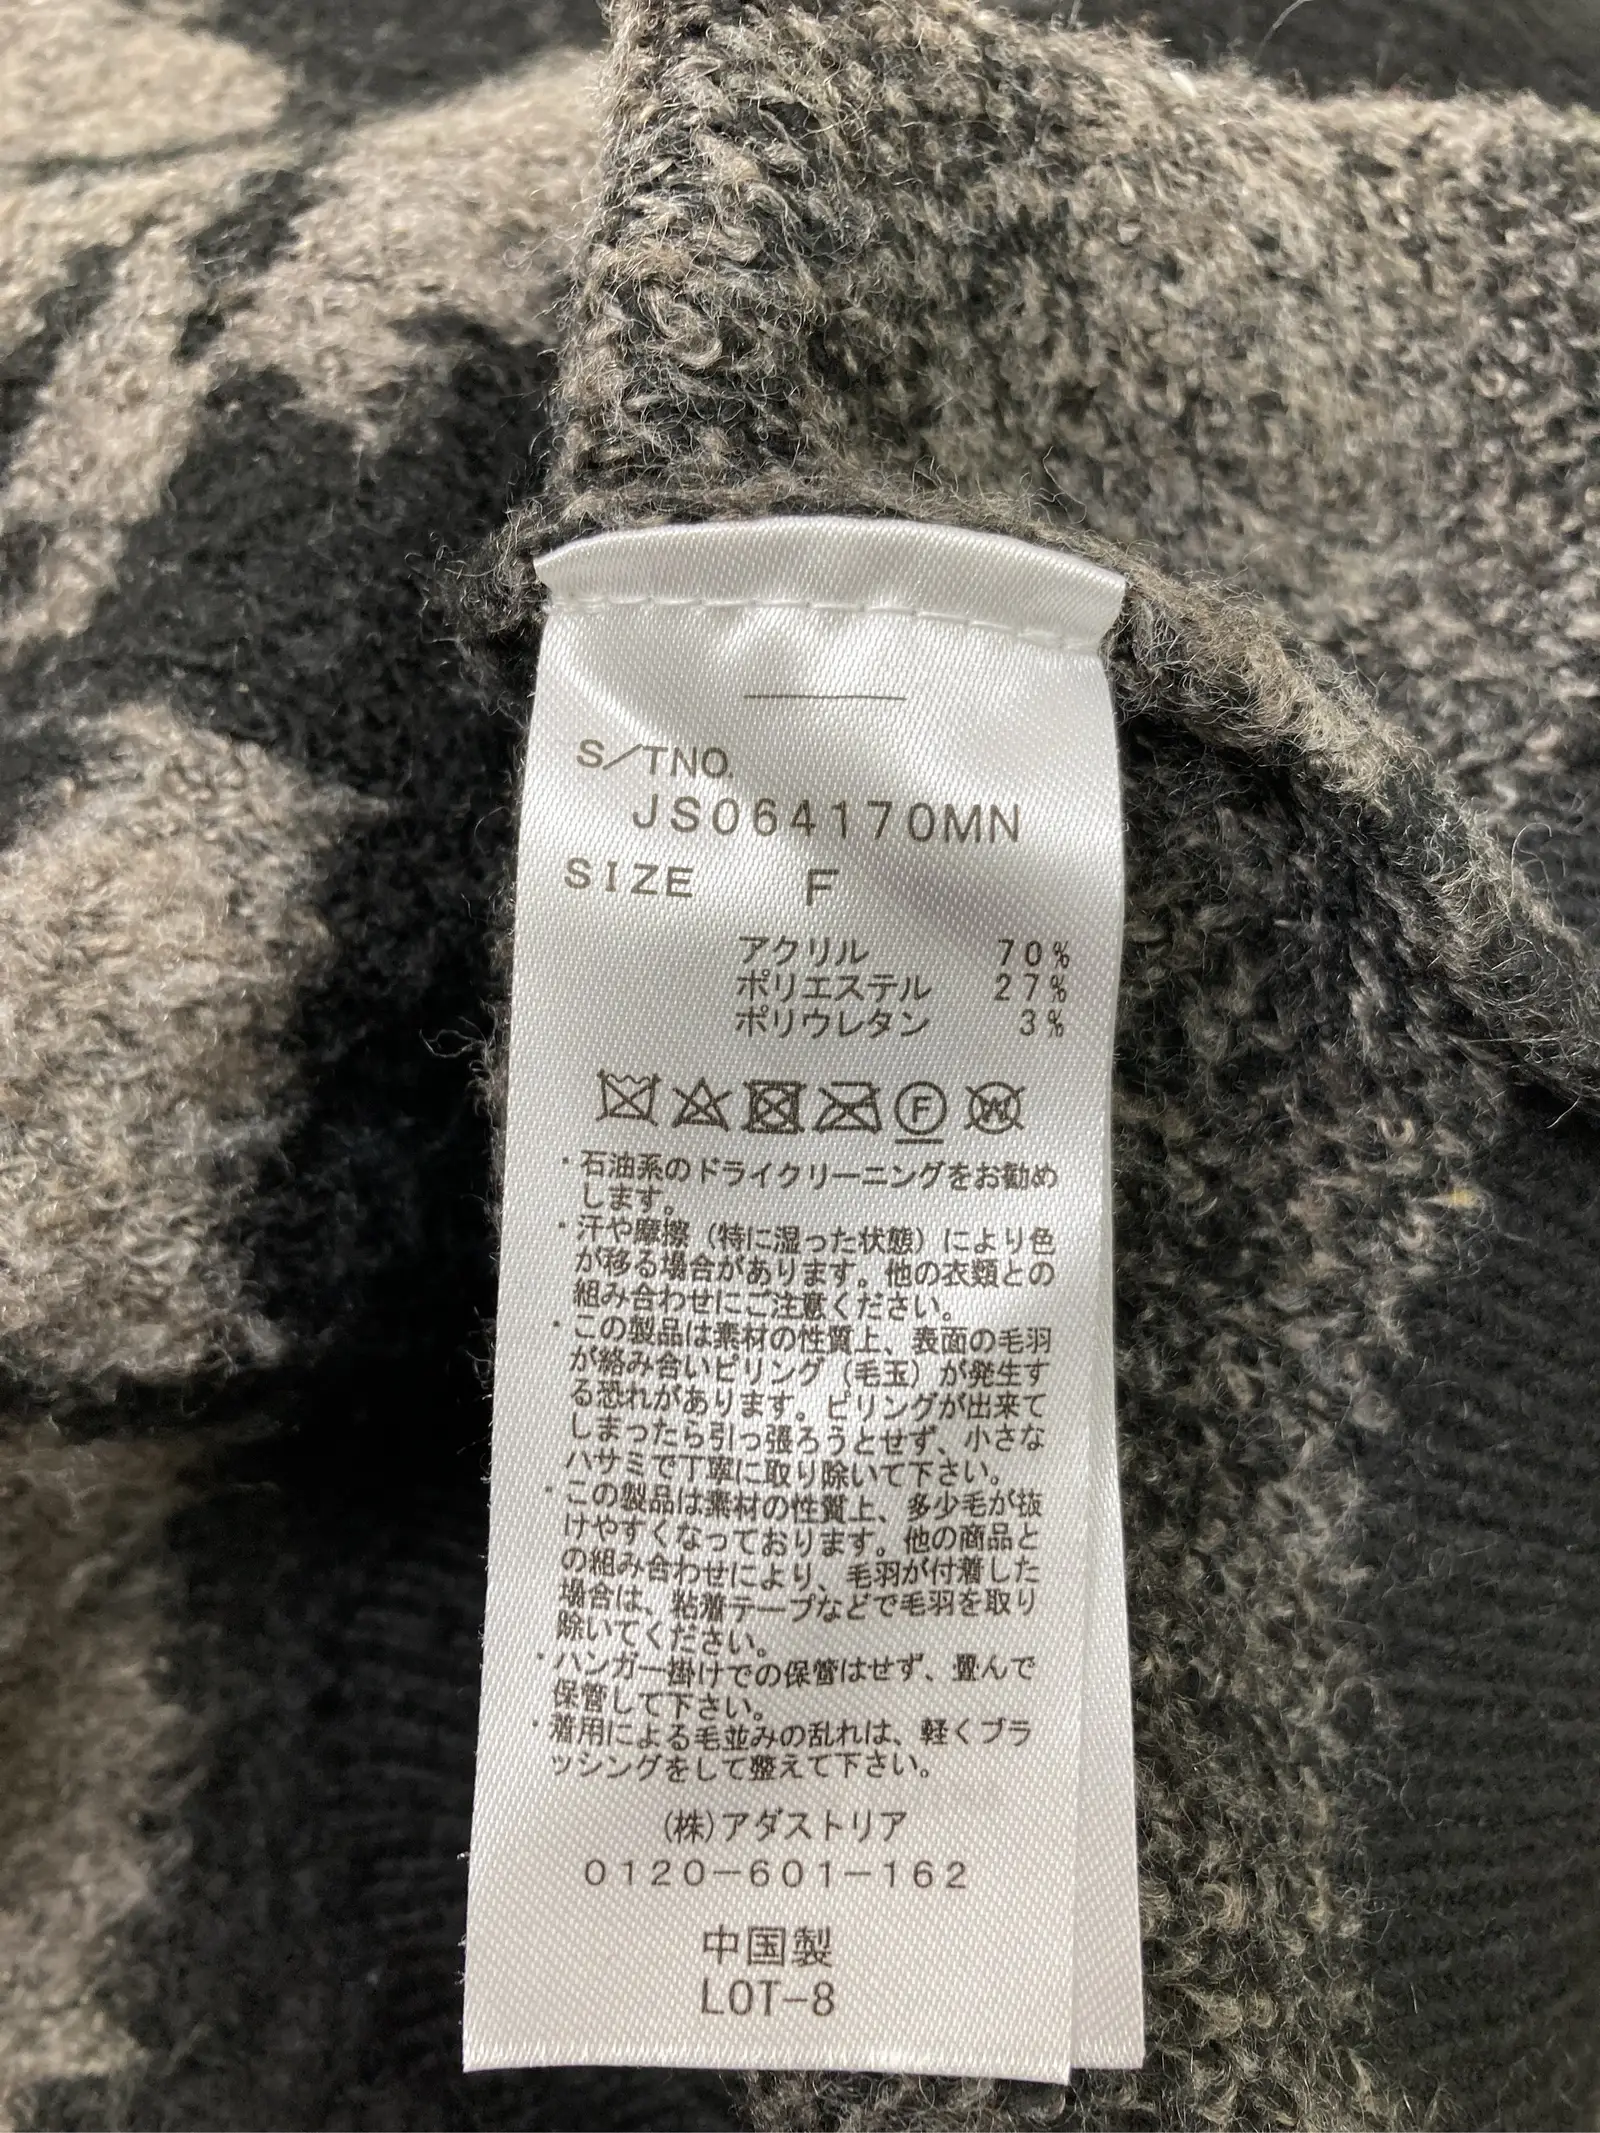 S/TNO.
JS064170MN
SIZE F
アクリル 70%
ポリエステル 27%
ポリウレタン 3%
F W
・石油系のドライクリーニングをお勧め
します。
・汗や摩擦（特に湿った状態）により色
が移る場合があります。他の衣類との
組み合わせにご注意ください。
・この製品は素材の性質上、表面の毛羽
が絡み合いピリング（毛玉）が発生す
る恐れがあります。ピリングが出来て
しまったら引っ張ろうとせず、小さな
ハサミで丁寧に取り除いて下さい。
・この製品は素材の性質上、多少毛が抜
けやすくなっております。他の商品と
の組み合わせにより、毛羽が付着した
場合は、粘着テープなどで毛羽を取り
除いてください。
・ハンガー掛けでの保管はせず、畳んで
保管して下さい。
・着用による毛並みの乱れは、軽くブラ
ッシングをして整えて下さい。
(株)アダストリア
0120-601-162
中国製
LOT-8